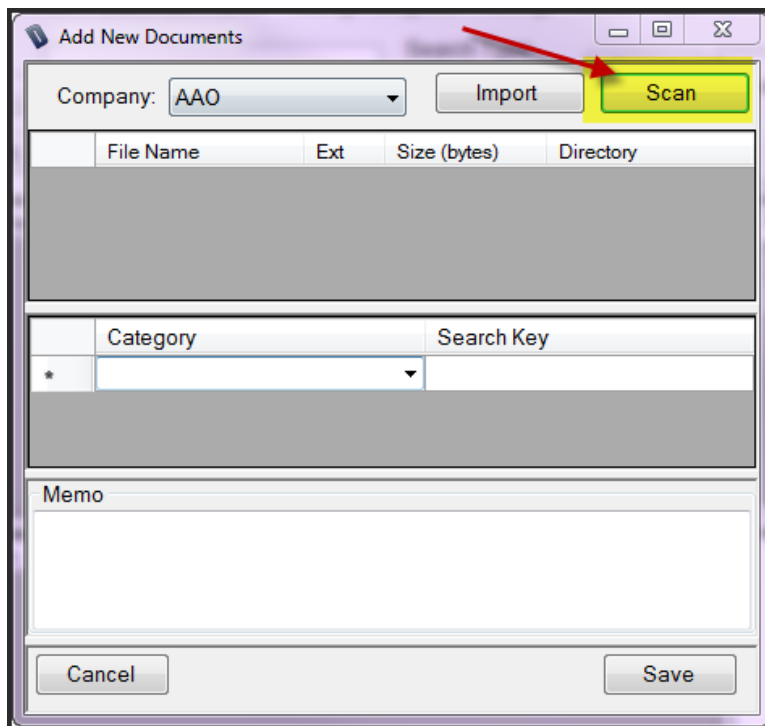 Add New Documents
Company: AAO Import Scan
File Name Ext Size (bytes) Directory
Category Search Key
*
Memo
Cancel Save